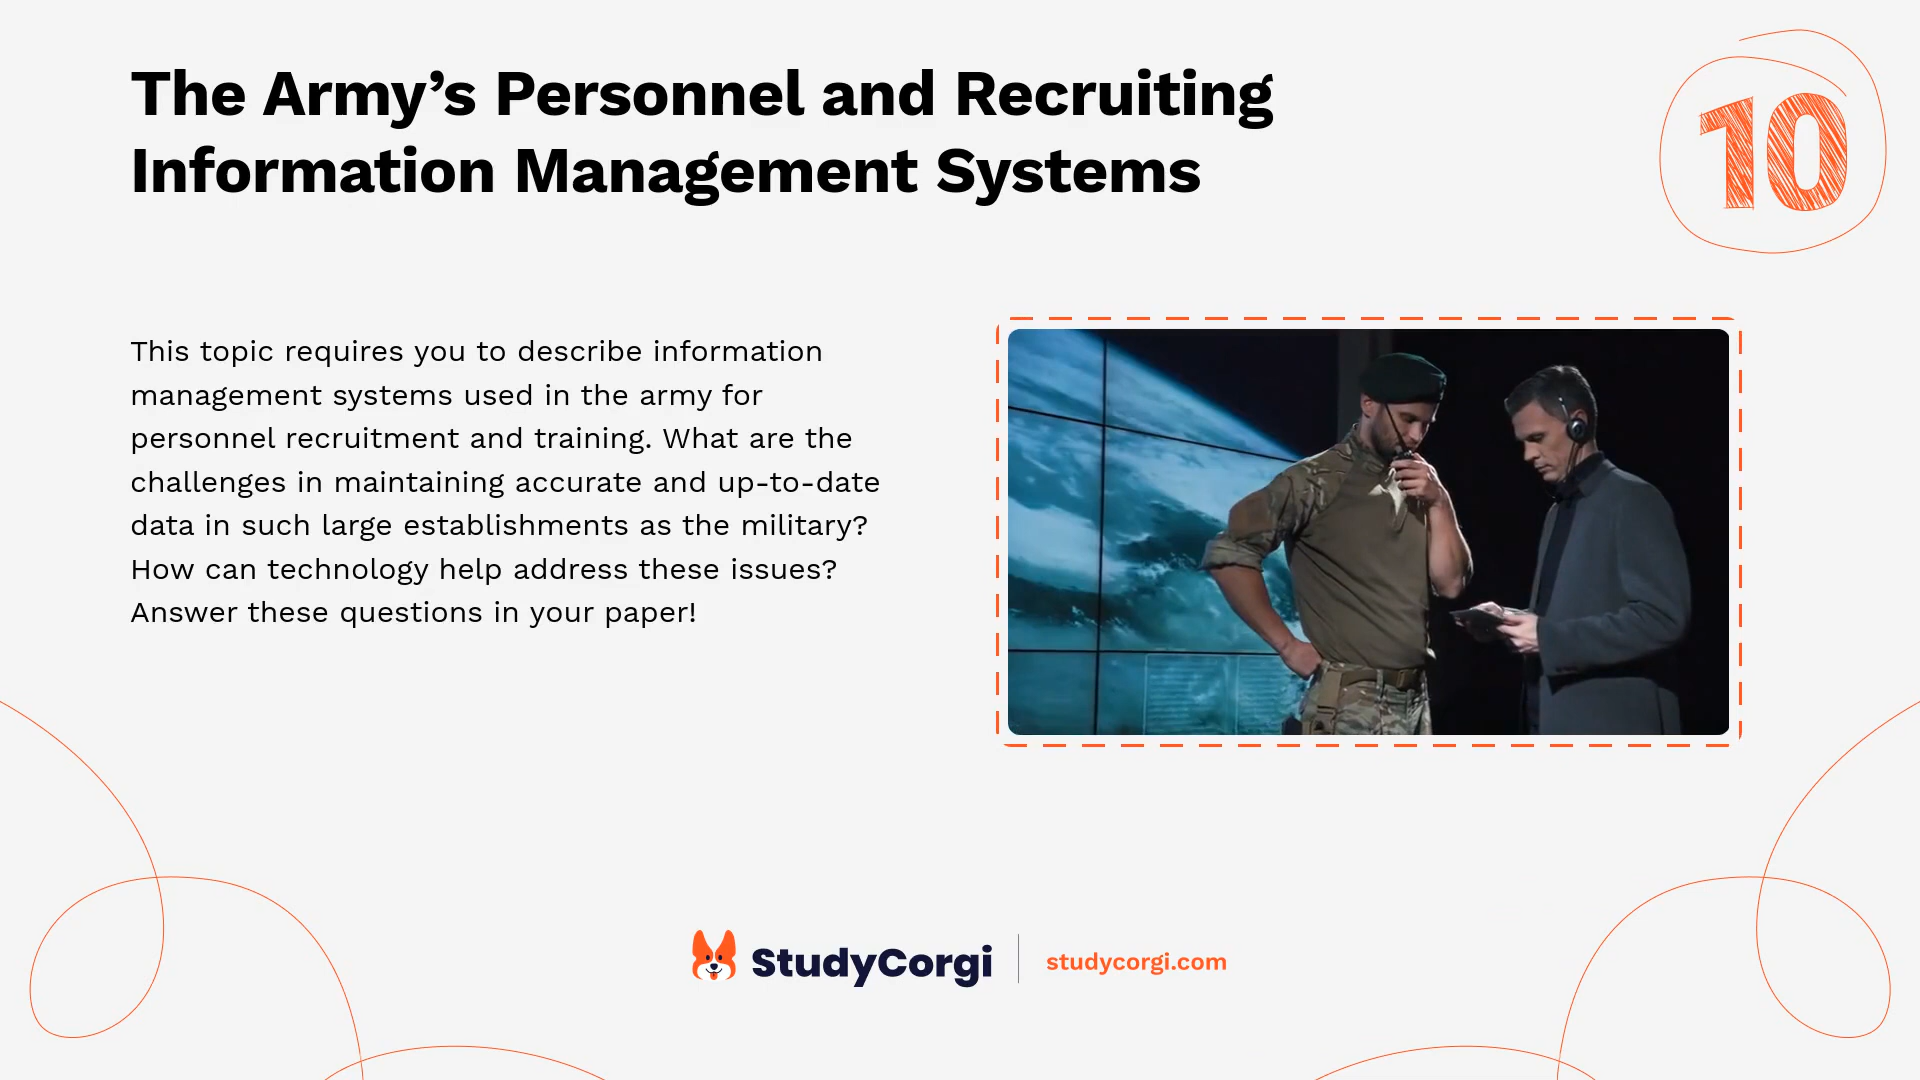 The Army’s Personnel and Recruiting
Information Management Systems
10
This topic requires you to describe information
management systems used in the army for
personnel recruitment and training. What are the
challenges in maintaining accurate and up-to-date
data in such large establishments as the military?
How can technology help address these issues?
Answer these questions in your paper!
StudyCorgi
studycorgi.com